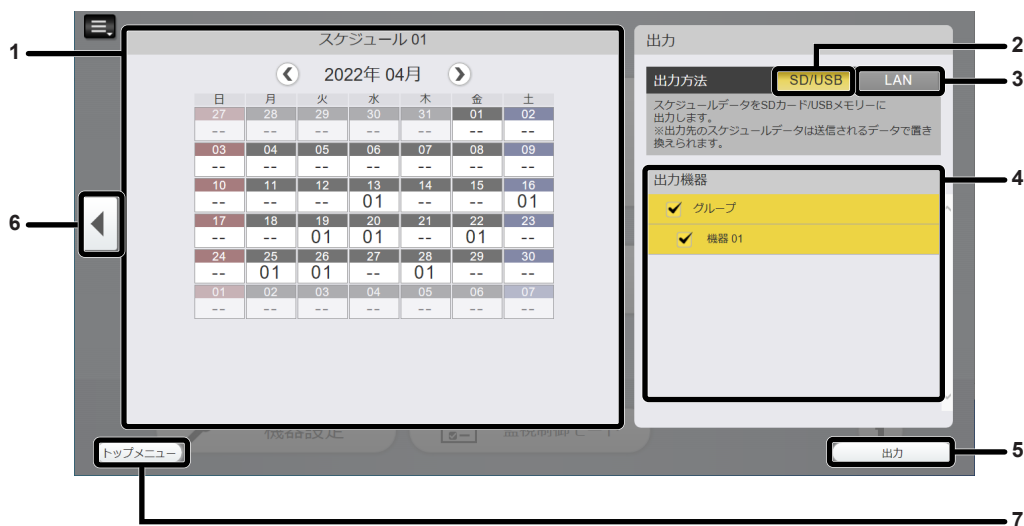 スケジュール 01
2022年 04月
日 月 火 水 木 金 土
27 28 29 30 31 01 02
-- -- -- -- -- -- --
03 04 05 06 07 08 09
-- -- -- -- -- -- --
10 11 12 13 14 15 16
-- -- -- 01 -- -- 01
17 18 19 20 21 22 23
-- -- 01 01 -- 01 --
24 25 26 27 28 29 30
-- 01 01 -- 01 -- --
01 02 03 04 05 06 07
-- -- -- -- -- -- --
出力
出力方法 SD/USB LAN
スケジュールデータをSDカード/USBメモリーに
出力します。
※出力先のスケジュールデータは送信されるデータで置き
換えられます。
出力機器
グループ
機器 01
機器設定
トップメニュー
出力
1
2
3
4
5
6
7